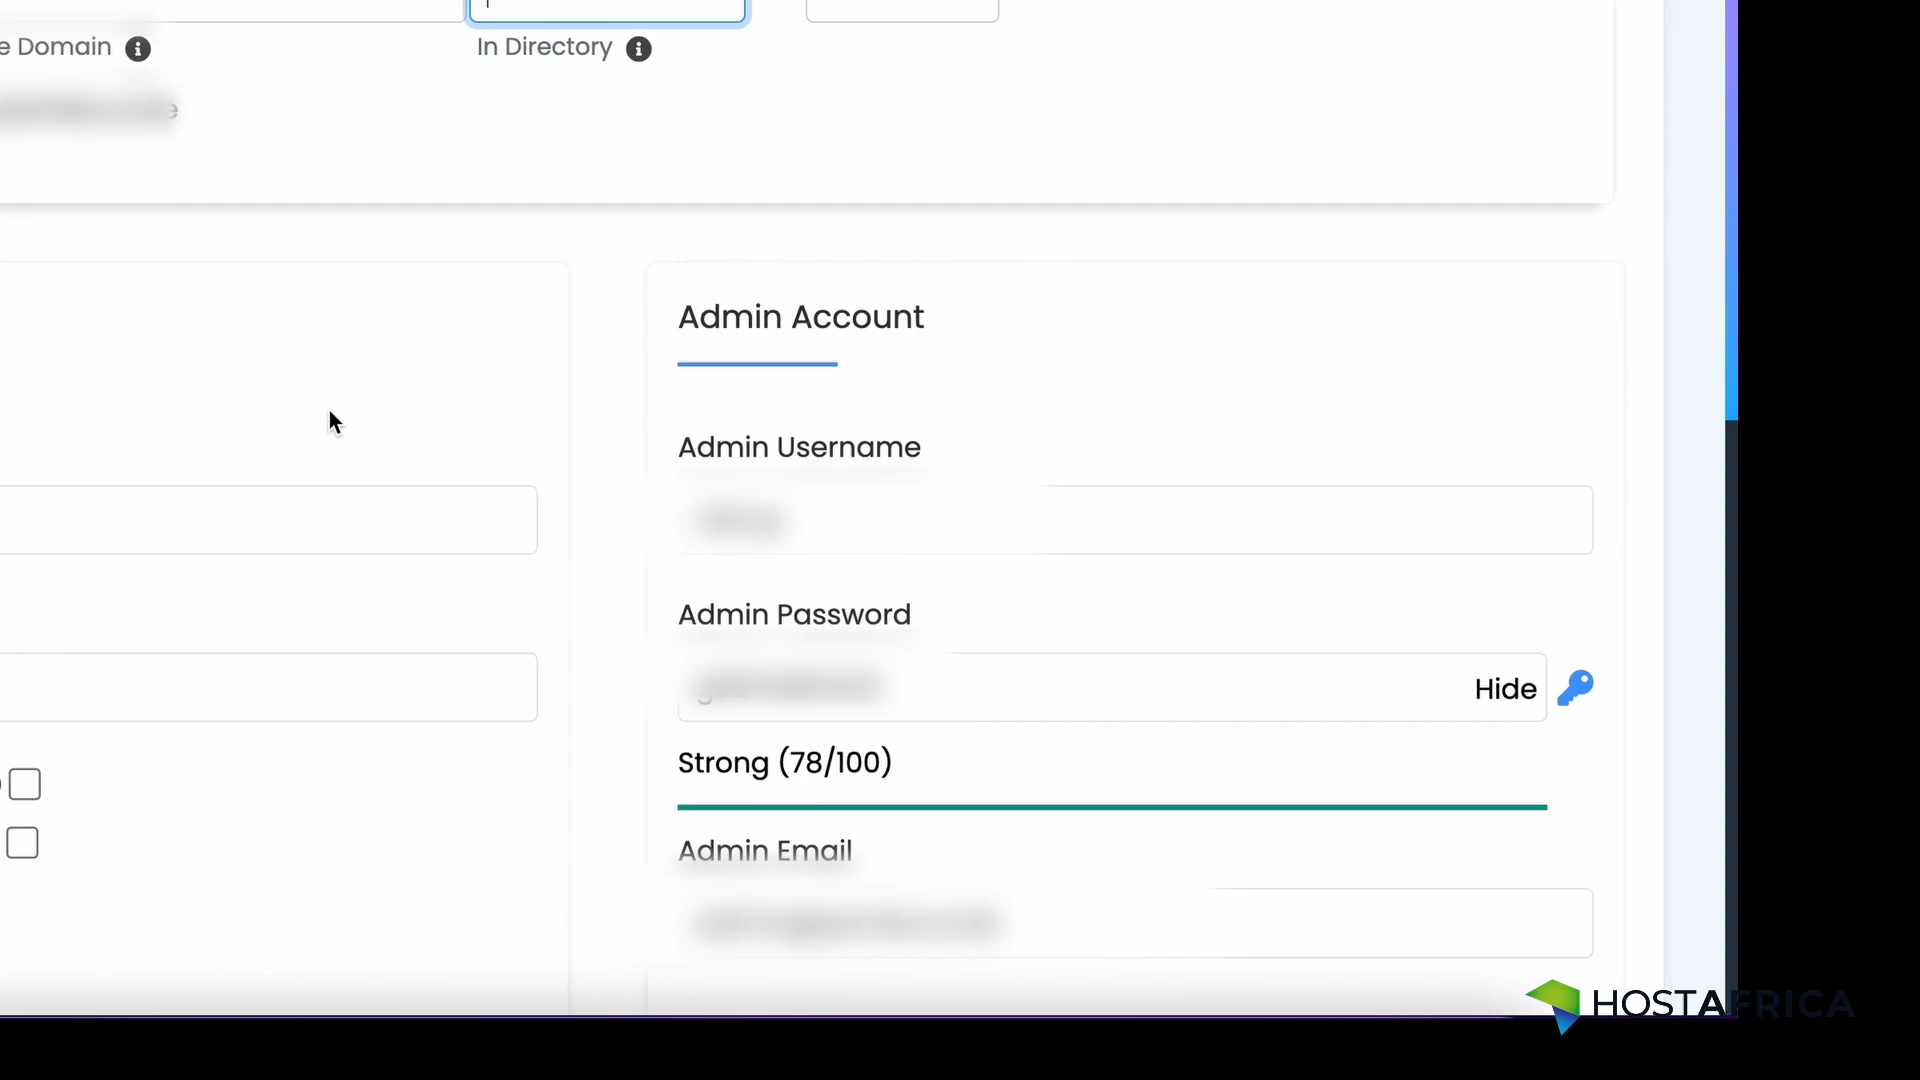 e Domain
In Directory
Admin Account
Admin Username
Admin Password
Hide
Strong (78/100)
Admin Email
HOSTAFRICA